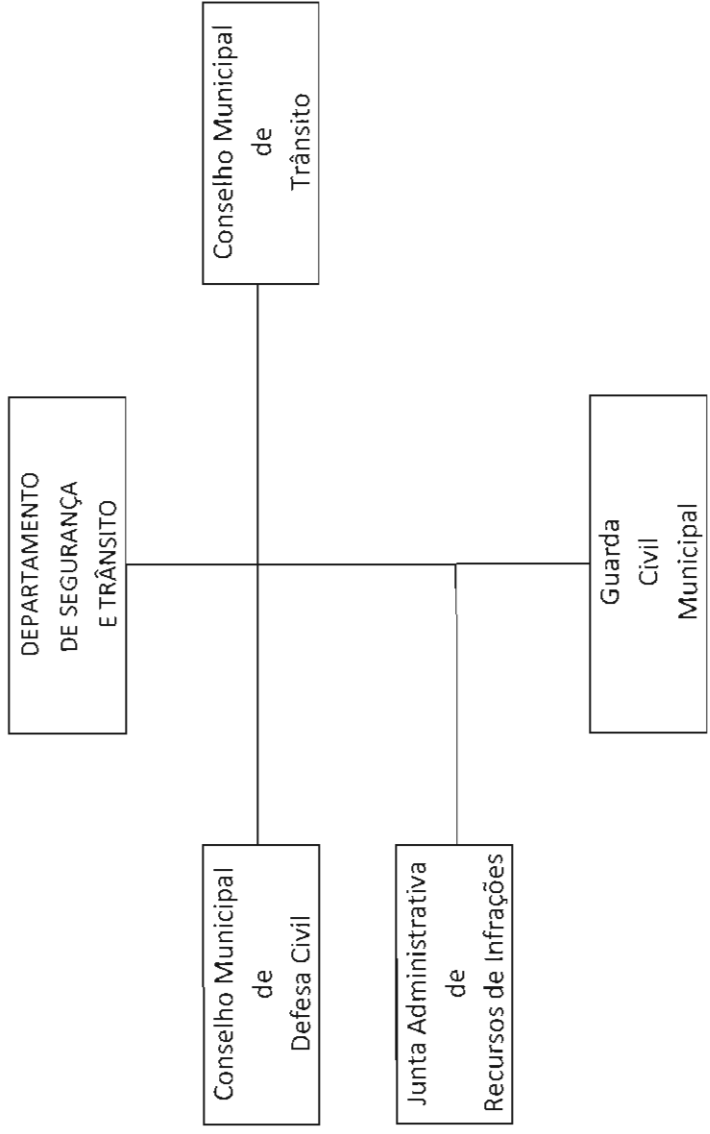 DEPARTAMENTO
DE SEGURANÇA
E TRÂNSITO
Conselho Municipal
de
Defesa Civil
Conselho Municipal
de
Trânsito
Junta Administrativa
de
Recursos de Infrações
Guarda
Civil
Municipal